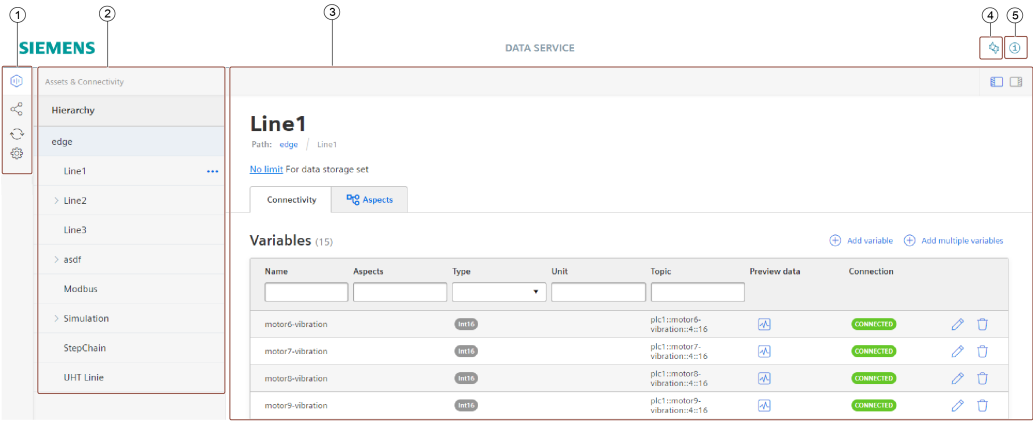 1 2 3 4 5
SIEMENS
DATA SERVICE
Assets & Connectivity
Hierarchy
edge
Line1
Line2
Line3
asdf
Modbus
Simulation
StepChain
UHT Linie
Line1
Path: edge / Line1
No limit For data storage set
Connectivity Aspects
Variables (15)
Add variable Add multiple variables
Name Aspects Type Unit Topic Preview data Connection
motor6-vibration Int16 plc1::motor6-vibration::4::16 CONNECTED
motor7-vibration Int16 plc1::motor7-vibration::4::16 CONNECTED
motor8-vibration Int16 plc1::motor8-vibration::4::16 CONNECTED
motor9-vibration Int16 plc1::motor9-vibration::4::16 CONNECTED